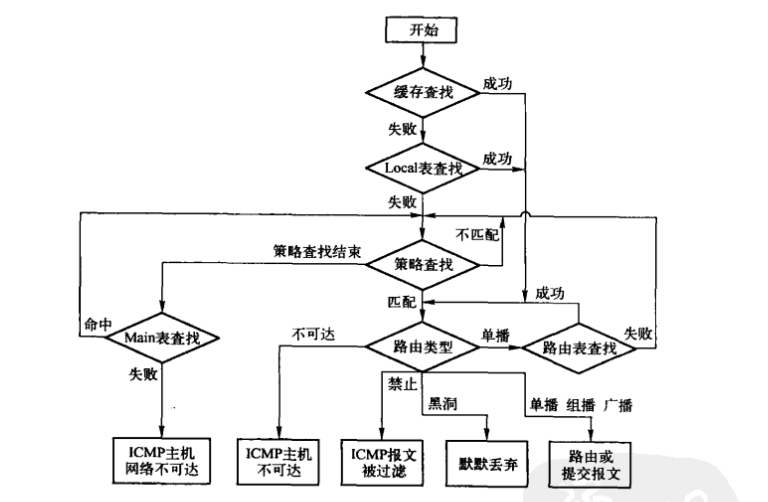 开始
缓存查找
成功
失败
Local表查找
成功
失败
不匹配
策略查找结束
策略查找
匹配
成功
命中
Main表查找
不可达
路由类型
单播
路由表查找
失败
失败
禁止
黑洞
单播 组播 广播
ICMP主机
网络不可达
ICMP主机
不可达
ICMP报文
被过滤
默默丢弃
路由或
提交报文